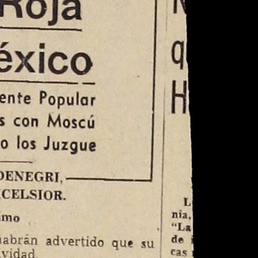 Roja
éxico
ente Popular
s con Moscú
o los Juzgue
DENEGRI,
CELSIOR.
mo
habrán advertido que su
vidad.
q
H
L
nia,
"La
de i
cas